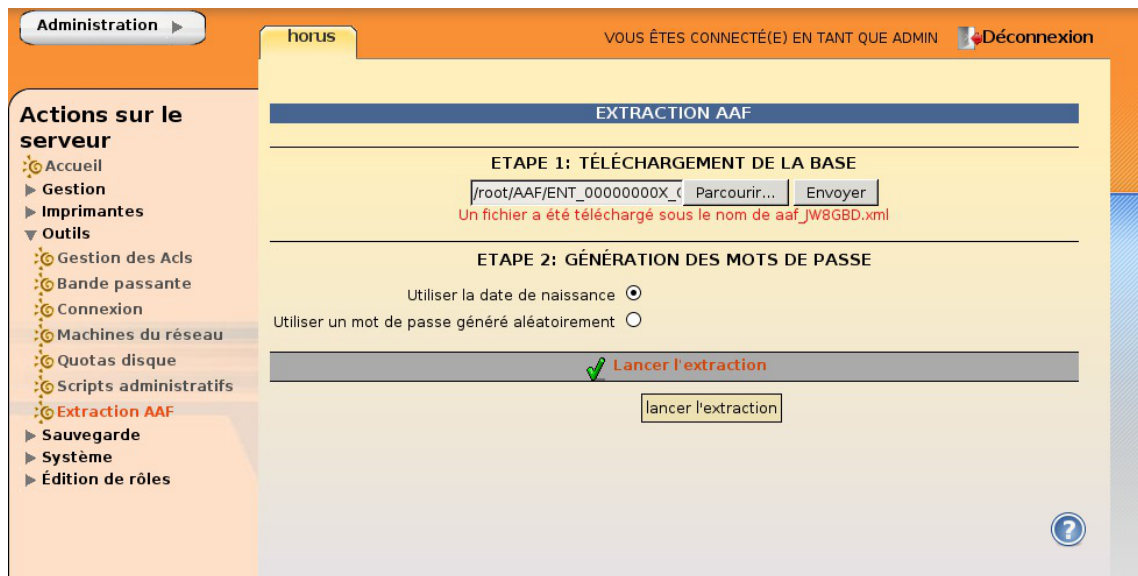 Administration
horus
VOUS ÊTES CONNECTÉ(E) EN TANT QUE ADMIN
Déconnexion
Actions sur le
serveur
Accueil
Gestion
Imprimantes
Outils
Gestion des Acls
Bande passante
Connexion
Machines du réseau
Quotas disque
Scripts administratifs
Extraction AAF
Sauvegarde
Système
Édition de rôles
EXTRACTION AAF
ETAPE 1: TÉLÉCHARGEMENT DE LA BASE
/root/AAF/ENT_00000000X_ Parcourir... Envoyer
Un fichier a été téléchargé sous le nom de aaf_JW8GBD.xml
ETAPE 2: GÉNÉRATION DES MOTS DE PASSE
Utiliser la date de naissance
Utiliser un mot de passe généré aléatoirement
Lancer l'extraction
lancer l'extraction
?